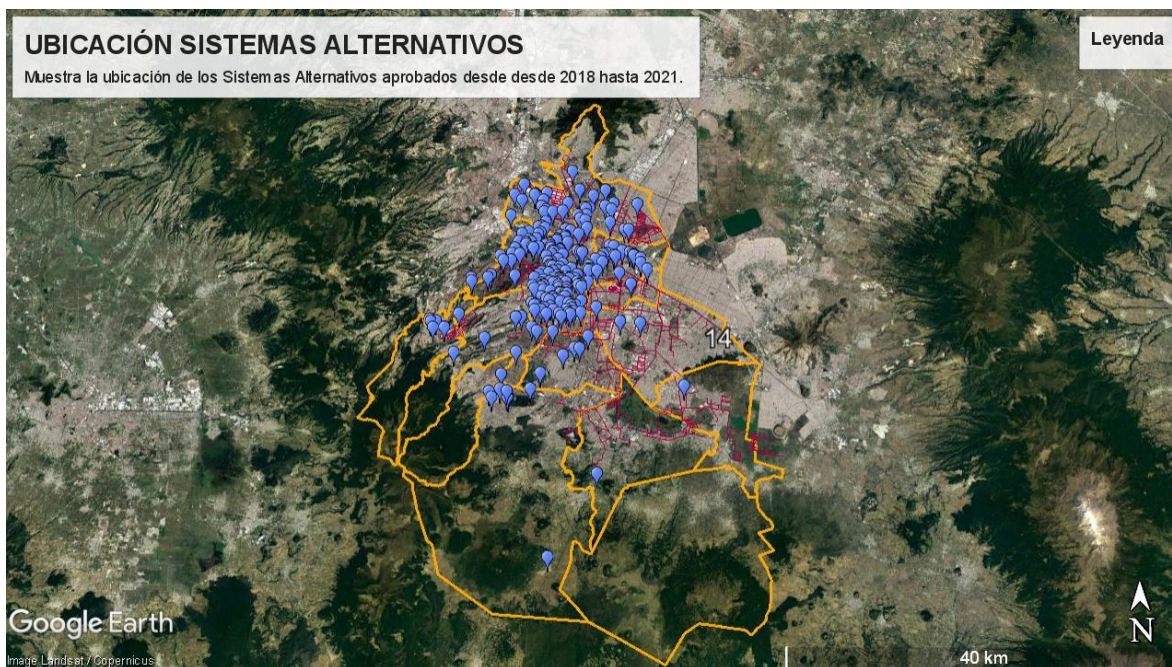 UBICACIÓN SISTEMAS ALTERNATIVOS
Muestra la ubicación de los Sistemas Alternativos aprobados desde desde 2018 hasta 2021.
Leyenda
14
N
Google Earth
Image Landsat / Copernicus
40 km